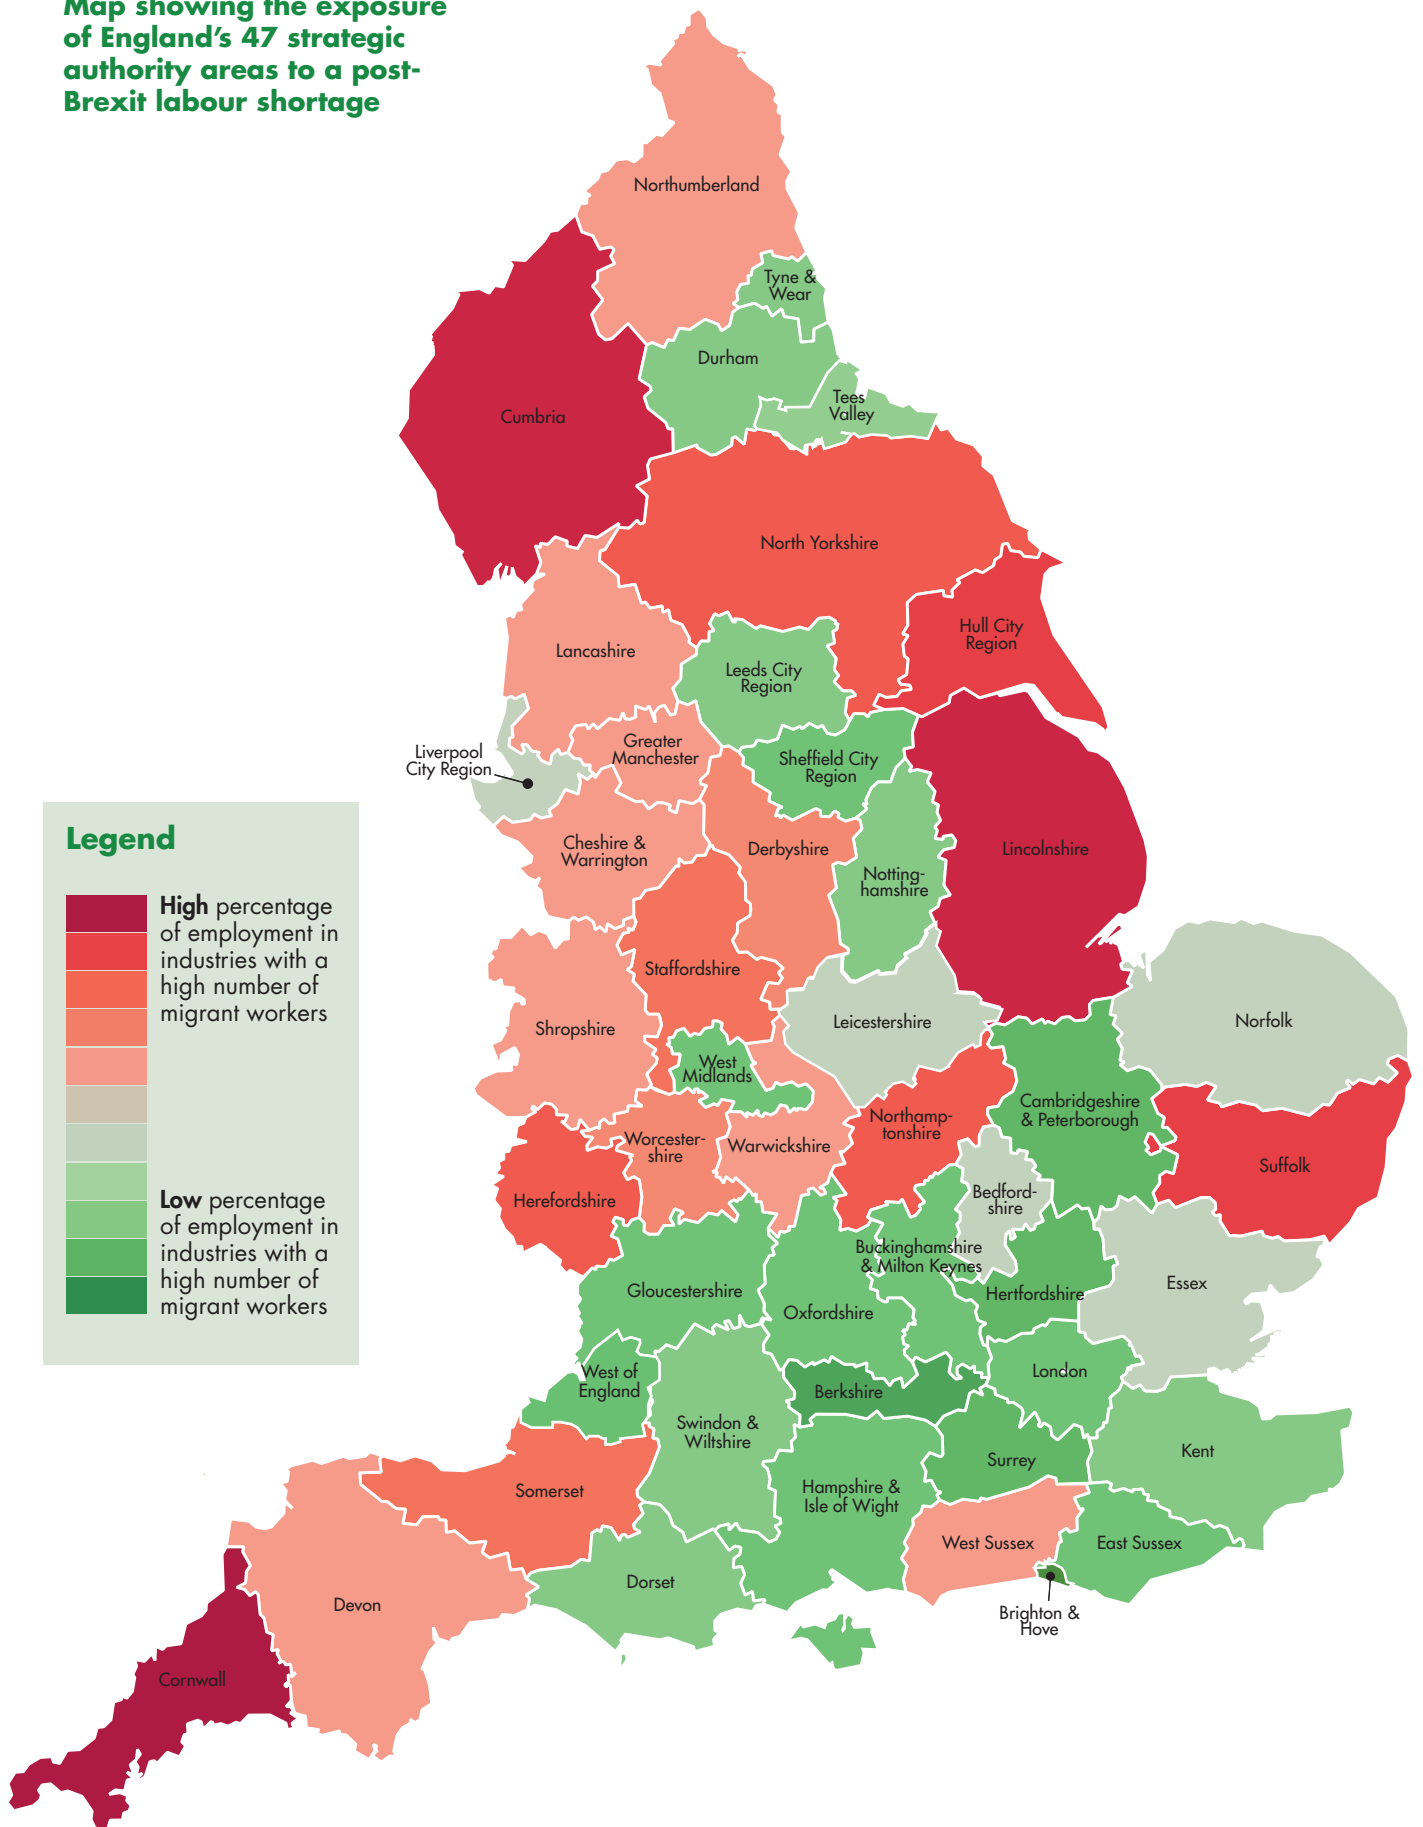 Map showing the exposure
of England’s 47 strategic
authority areas to a post-
Brexit labour shortage
Northumberland
Tyne &
Wear
Durham
Tees
Valley
Cumbria
North Yorkshire
Hull City
Region
Lancashire
Leeds City
Region
Greater
Manchester
Liverpool
City Region
Sheffield City
Region
Cheshire &
Warrington
Derbyshire
Notting-
hamshire
Lincolnshire
Staffordshire
Shropshire
Leicestershire
Norfolk
West
Midlands
Cambridgeshire
& Peterborough
Northamp-
tonshire
Worcester-
shire
Warwickshire
Suffolk
Herefordshire
Bedford-
shire
Buckinghamshire
& Milton Keynes
Gloucestershire
Hertfordshire
Essex
Oxfordshire
West of
England
Berkshire
London
Swindon &
Wiltshire
Surrey
Kent
Somerset
Hampshire &
Isle of Wight
West Sussex
East Sussex
Dorset
Devon
Brighton &
Hove
Cornwall
Legend
High percentage
of employment in
industries with a
high number of
migrant workers
Low percentage
of employment in
industries with a
high number of
migrant workers